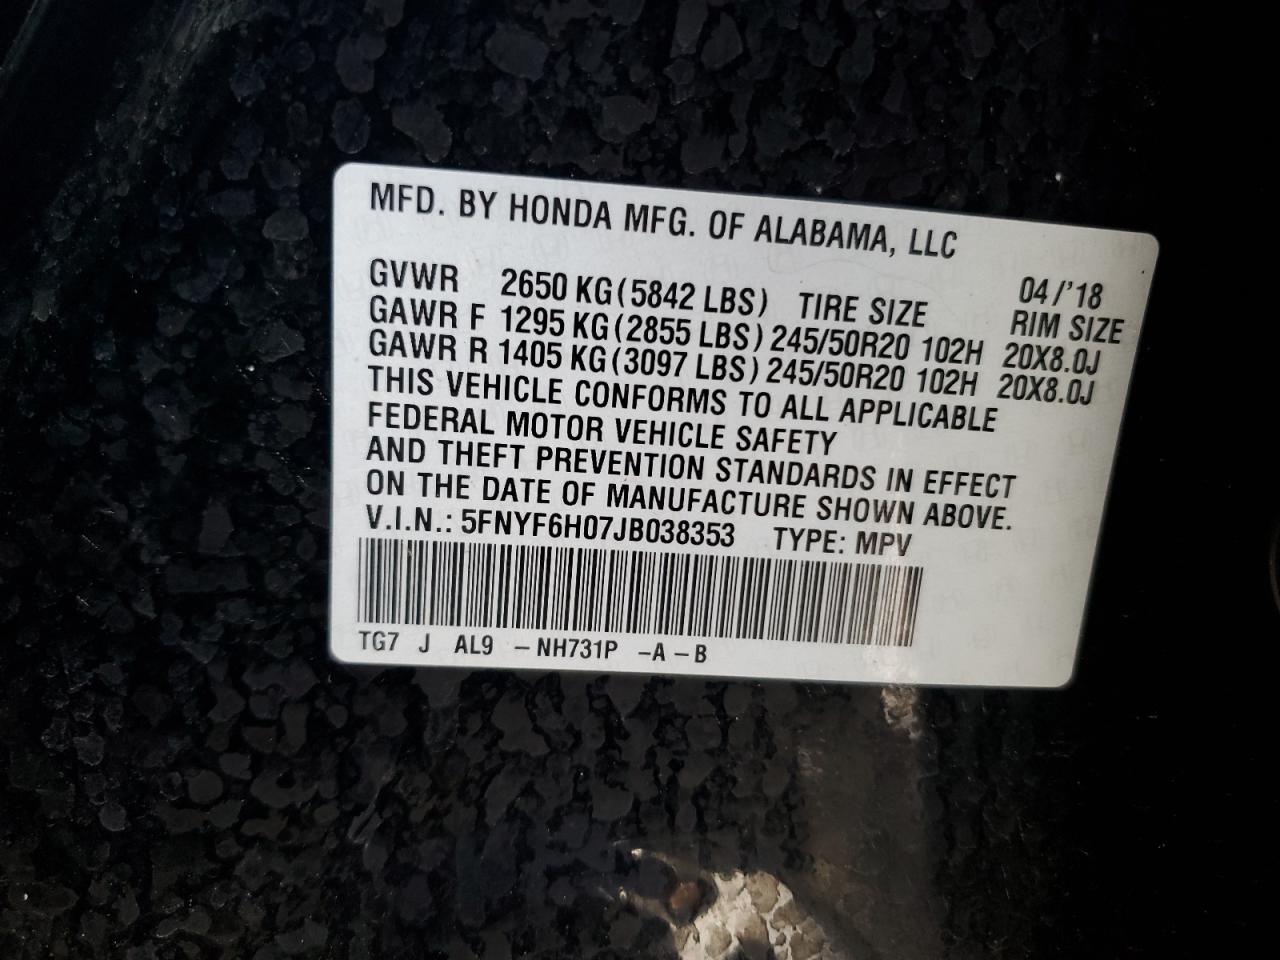 MFD. BY HONDA MFG. OF ALABAMA, LLC
04/'18
GVWR 2650 KG(5842 LBS) TIRE SIZE RIM SIZE
GAWR F 1295 KG(2855 LBS) 245/50R20 102H 20X8.0J
GAWR R 1405 KG(3097 LBS) 245/50R20 102H 20X8.0J
THIS VEHICLE CONFORMS TO ALL APPLICABLE
FEDERAL MOTOR VEHICLE SAFETY
AND THEFT PREVENTION STANDARDS IN EFFECT
ON THE DATE OF MANUFACTURE SHOWN ABOVE.
V.I.N.: 5FNYF6H07JB038353 TYPE: MPV
TG7 J AL9 – NH731P -A – B